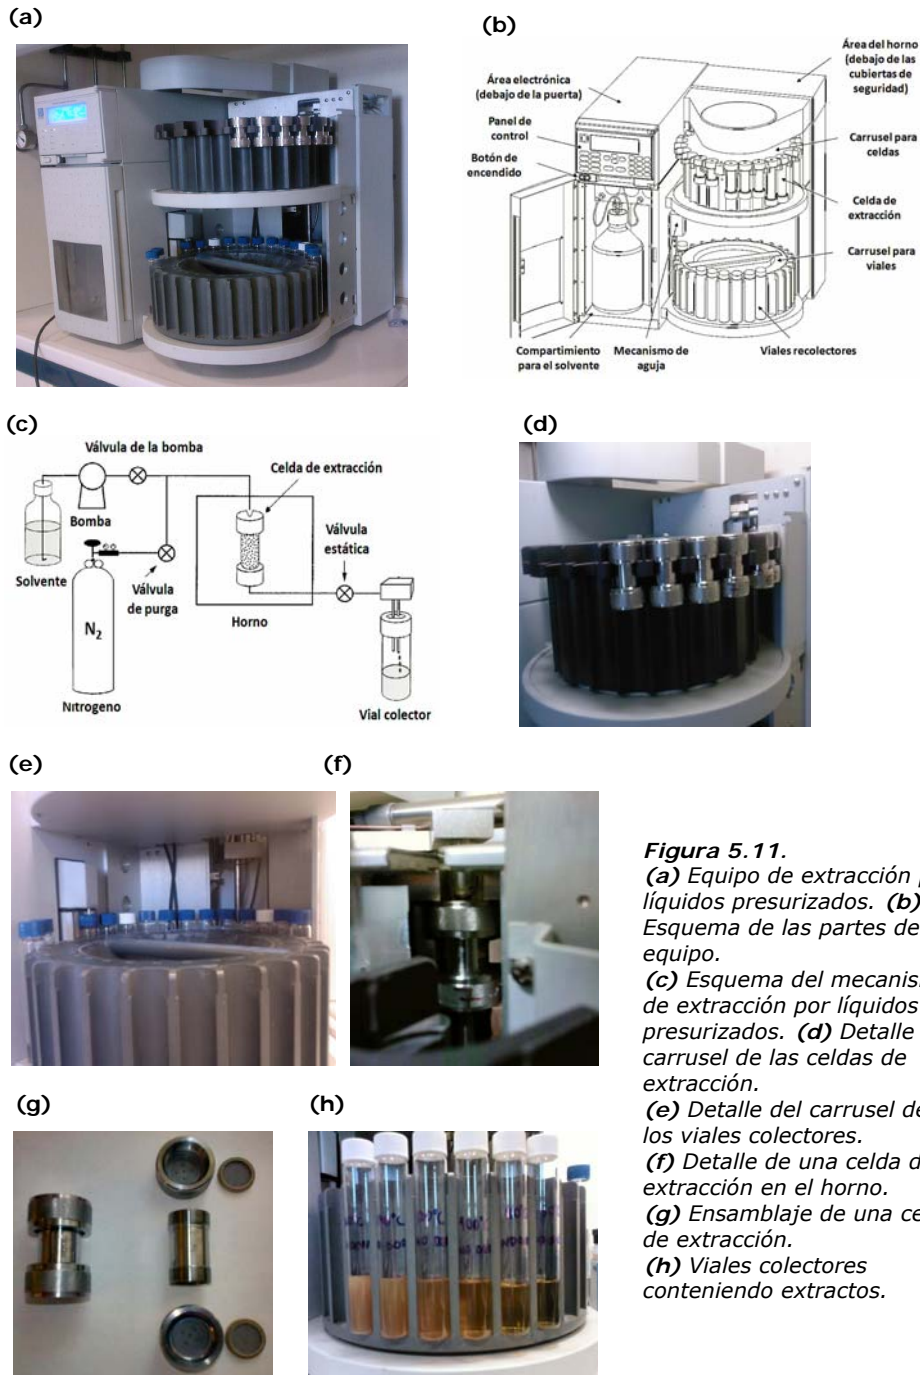 (a)
(b)
Área electrónica
(debajo de la puerta)
Área del horno
(debajo de las
cubiertas de
seguridad)
Panel de
control
Botón de
encendido
Carrusel para
celdas
Celda de
extracción
Carrusel para
viales
Compartimiento
para el solvente
Mecanismo de
aguja
Viales recolectores
(c)
Válvula de la bomba
Celda de extracción
Bomba
Solvente
Válvula
de purga
N2
Nitrogeno
Horno
Válvula
estática
Vial colector
(d)
(e)
(f)
Figura 5.11.
(a) Equipo de extracción
líquidos presurizados. (b)
Esquema de las partes de
equipo.
(c) Esquema del
de extracción por líquidos
presurizados. (d) Detalle
carrusel de las celdas de
extracción.
(e) Detalle del carrusel de
los viales colectores.
(f) Detalle de una celda
extracción en el horno.
(g) Ensamblaje de una
de extracción.
(h) Viales colectores
conteniendo extractos.
(g)
(h)